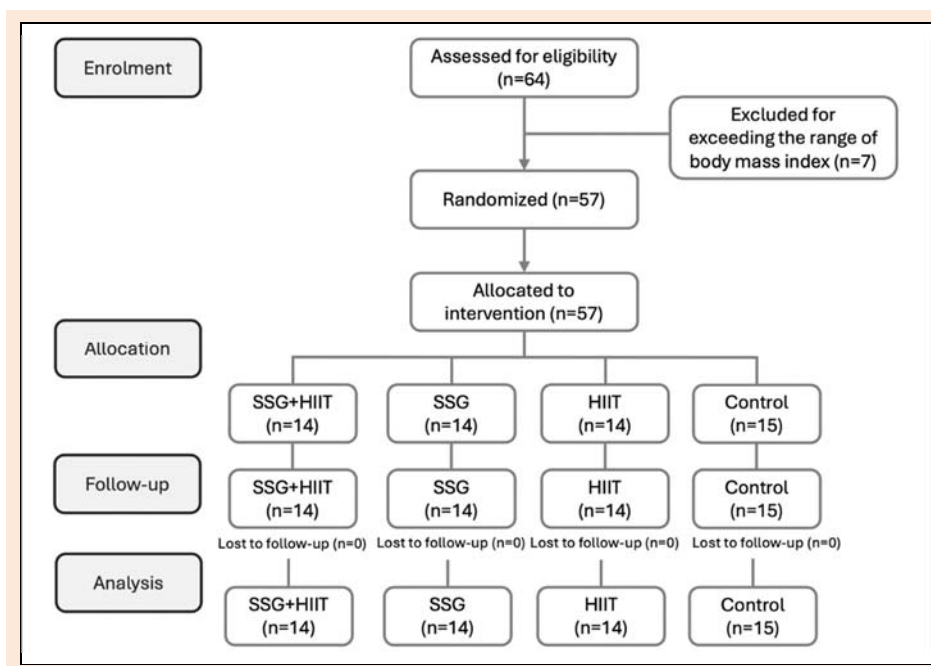 Enrolment
Assessed for eligibility
(n=64)
Excluded for
exceeding the range of
body mass index (n=7)
Randomized (n=57)
Allocated to
intervention (n=57)
Allocation
SSG+HIIT
(n=14)
SSG
(n=14)
HIIT
(n=14)
Control
(n=15)
Follow-up
SSG+HIIT
(n=14)
SSG
(n=14)
HIIT
(n=14)
Control
(n=15)
Lost to follow-up (n=0)
Lost to follow-up (n=0)
Lost to follow-up (n=0)
Lost to follow-up (n=0)
Analysis
SSG+HIIT
(n=14)
SSG
(n=14)
HIIT
(n=14)
Control
(n=15)